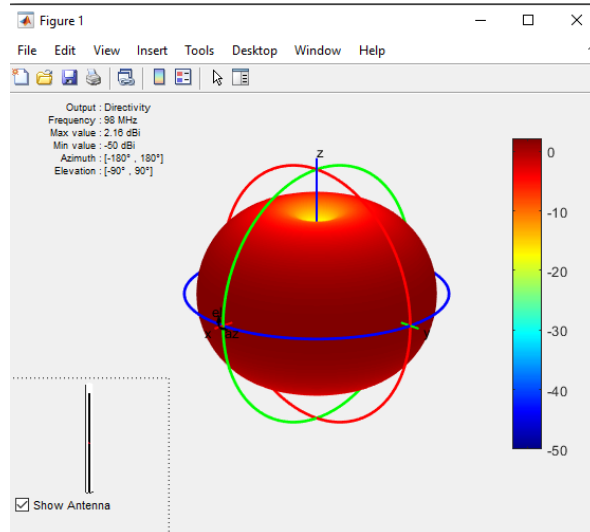 Figure 1
File Edit View Insert Tools Desktop Window Help
Output : Directivity
Frequency : 98 MHz
Max value : 2.16 dBi
Min value : -50 dBi
Azimuth : [-180° , 180°]
Elevation : [-90° , 90°]
z
0
-10
-20
-30
-40
-50
x
az
y
Show Antenna